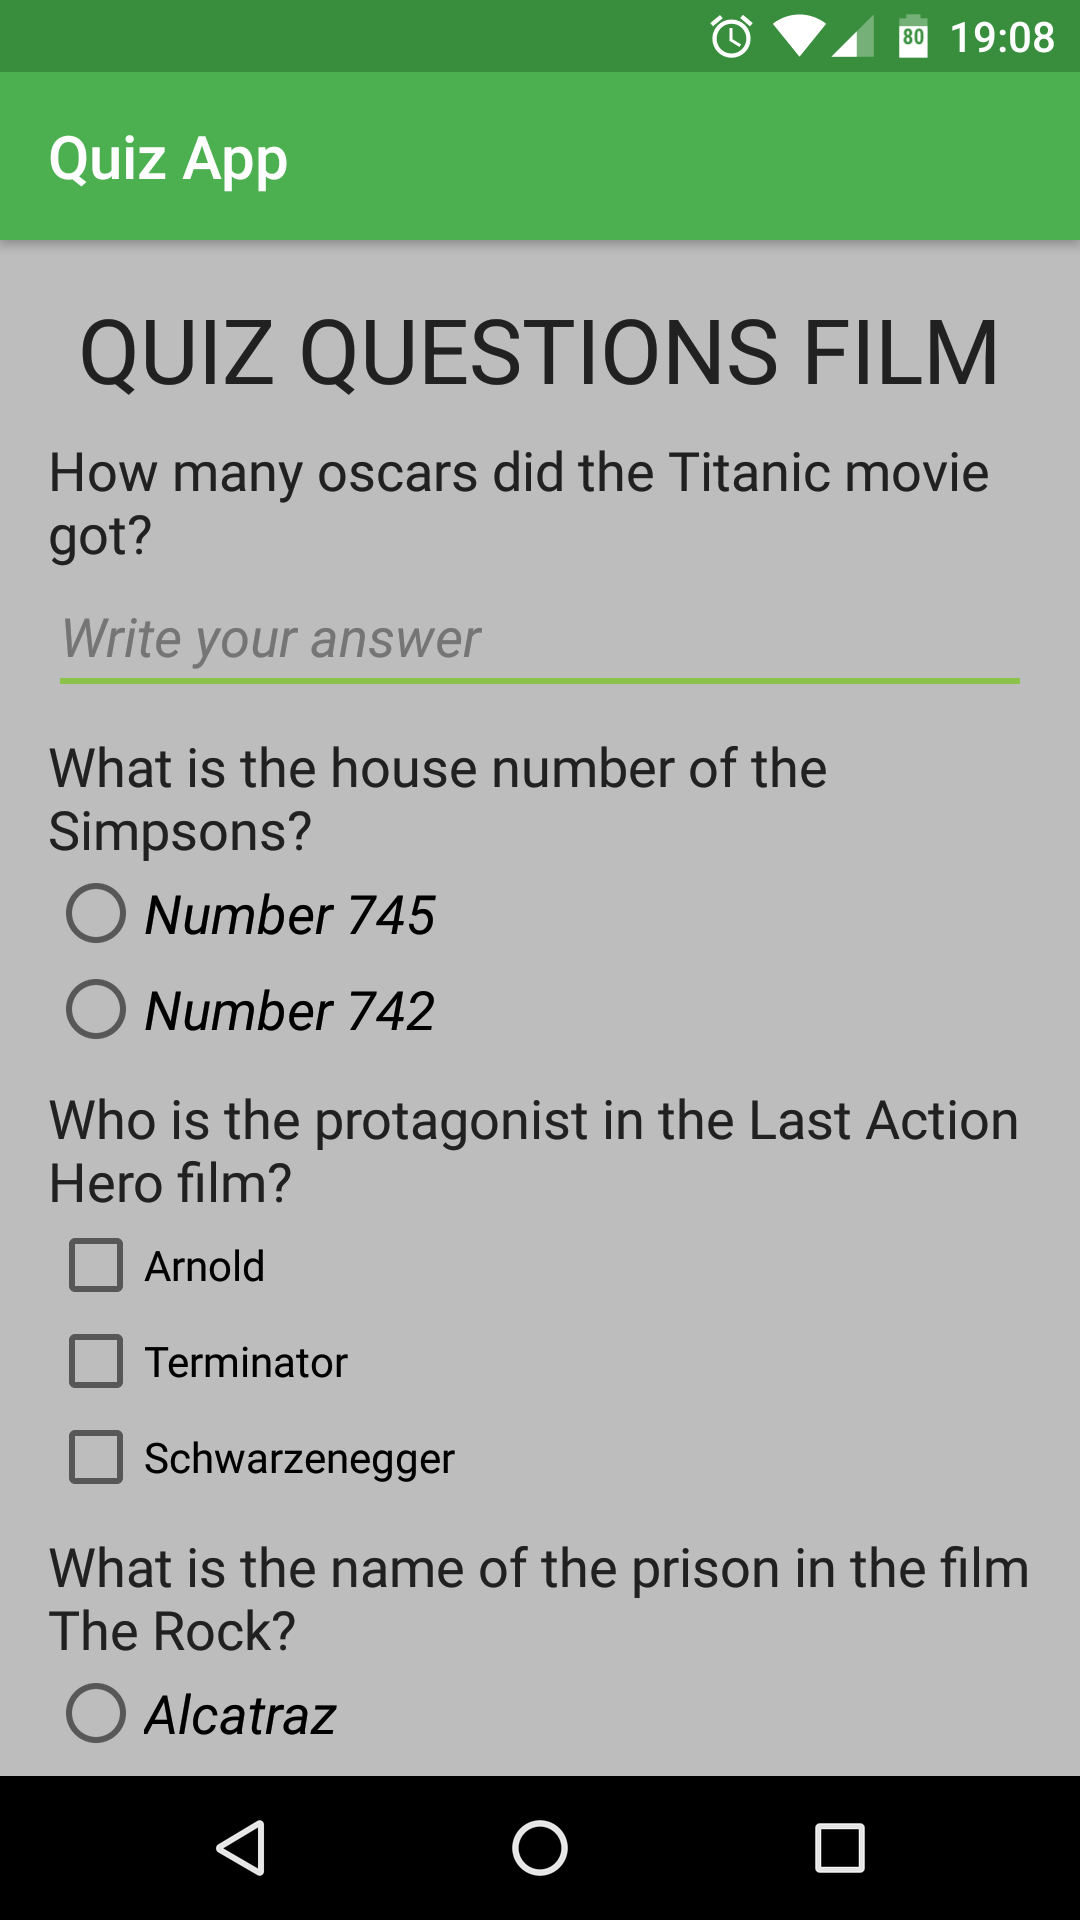 80 19:08
Quiz App
QUIZ QUESTIONS FILM
How many oscars did the Titanic movie
got?
Write your answer
What is the house number of the
Simpsons?
Number 745
Number 742
Who is the protagonist in the Last Action
Hero film?
Arnold
Terminator
Schwarzenegger
What is the name of the prison in the film
The Rock?
Alcatraz